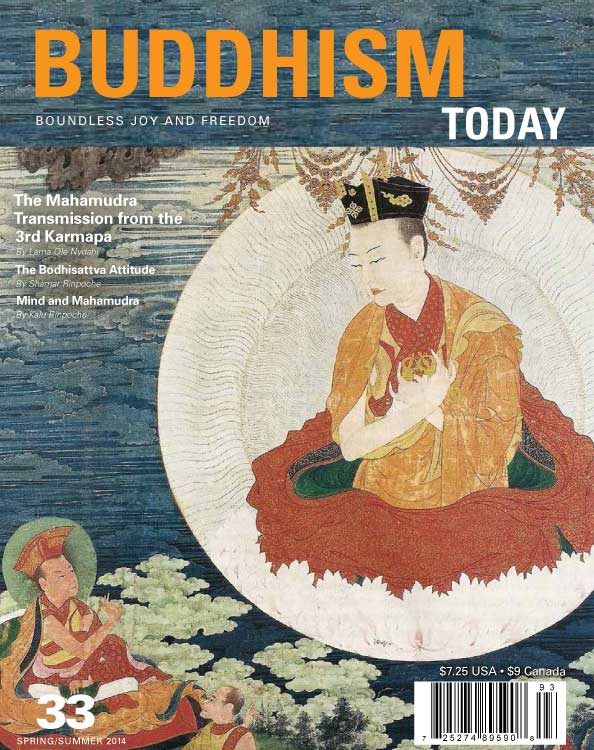 BUDDHISM
TODAY
BOUNDLESS JOY AND FREEDOM
The Mahamudra
Transmission from the
3rd Karmapa
By Lama Ole Nydahl
The Bodhisattva Attitude
By Shamar Rinpoche
Mind and Mahamudra
By Kalu Rinpoche
$7.25 USA • $9 Canada
93
7 25274 89590 8
33
SPRING/SUMMER 2014